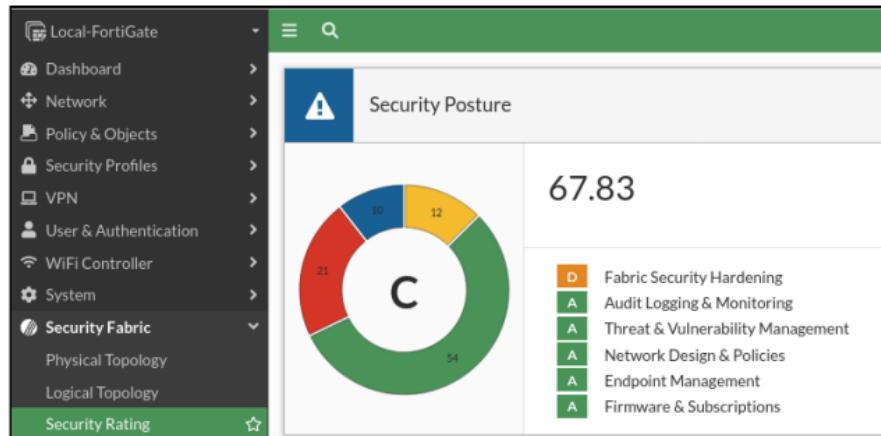 Local-FortiGate
Dashboard
Network
Policy & Objects
Security Profiles
VPN
User & Authentication
WiFi Controller
System
Security Fabric
Physical Topology
Logical Topology
Security Rating
Security Posture
10
12
21
C
54
67.83
D Fabric Security Hardening
A Audit Logging & Monitoring
A Threat & Vulnerability Management
A Network Design & Policies
A Endpoint Management
A Firmware & Subscriptions